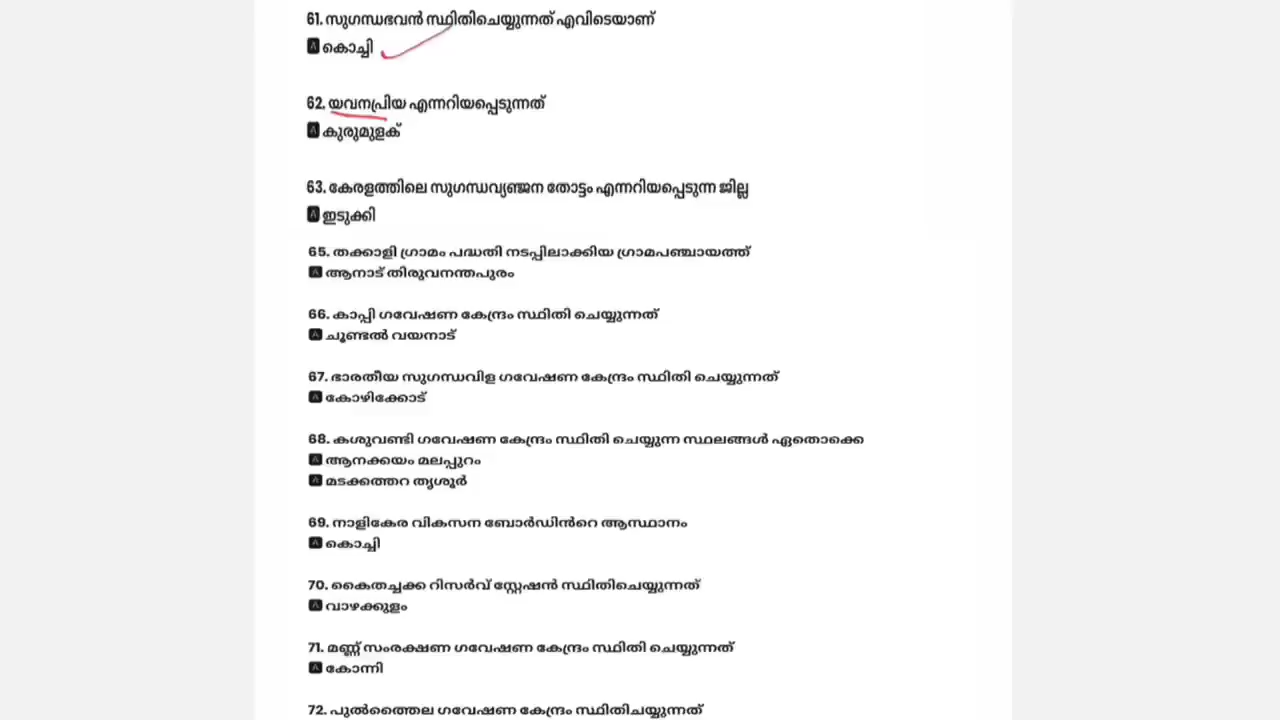 61. സുഗന്ധഭവൻ സ്ഥിതിചെയ്യുന്നത് എവിടെയാണ്
A കൊച്ചി
62. യവനപ്രിയ എന്നറിയപ്പെടുന്നത്
A കുരുമുളക്
63. കേരളത്തിലെ സുഗന്ധവ്യഞ്ജന തോട്ടം എന്നറിയപ്പെടുന്ന ജില്ല
A ഇടുക്കി
65. തക്കാളി ഗ്രാമം പദ്ധതി നടപ്പിലാക്കിയ ഗ്രാമപഞ്ചായത്ത്
A ആനാട് തിരുവനന്തപുരം
66. കാപ്പി ഗവേഷണ കേന്ദ്രം സ്ഥിതി ചെയ്യുന്നത്
A ചൂണ്ടൽ വയനാട്
67. ഭാരതീയ സുഗന്ധവിള ഗവേഷണ കേന്ദ്രം സ്ഥിതി ചെയ്യുന്നത്
A കോഴിക്കോട്
68. കശുവണ്ടി ഗവേഷണ കേന്ദ്രം സ്ഥിതി ചെയ്യുന്ന സ്ഥലങ്ങൾ ഏതൊക്കെ
A ആനക്കയം മലപ്പുറം
A മടക്കത്തറ തൃശൂർ
69. നാളികേര വികസന ബോർഡിൻറെ ആസ്ഥാനം
A കൊച്ചി
70. കൈതച്ചക്ക റിസർവ് സ്റ്റേഷൻ സ്ഥിതിചെയ്യുന്നത്
A വാഴക്കുളം
71. മണ്ണ് സംരക്ഷണ ഗവേഷണ കേന്ദ്രം സ്ഥിതി ചെയ്യുന്നത്
A കോന്നി
72. പുൽത്തൈല ഗവേഷണ കേന്ദ്രം സ്ഥിതിചയ്യുന്നത്